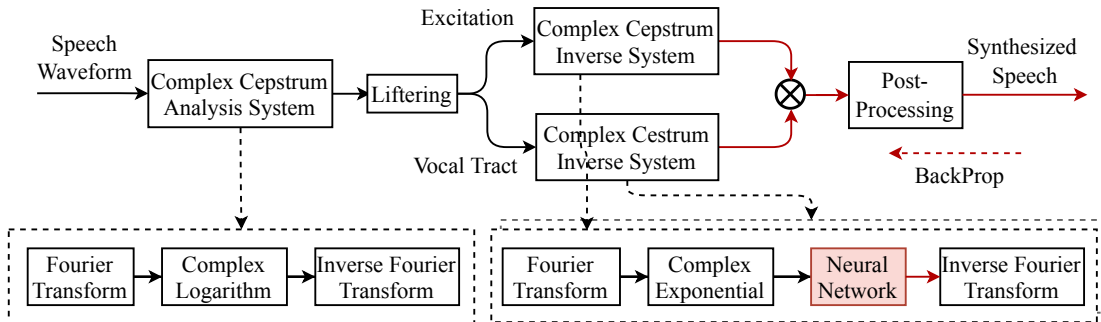 Speech
Waveform
Complex Cepstrum
Analysis System
Liftering
Excitation
Vocal Tract
Complex Cepstrum
Inverse System
Complex Cestrum
Inverse System
Post-
Processing
Synthesized
Speech
BackProp
Fourier
Transform
Complex
Logarithm
Inverse Fourier
Transform
Fourier
Transform
Complex
Exponential
Neural
Network
Inverse Fourier
Transform